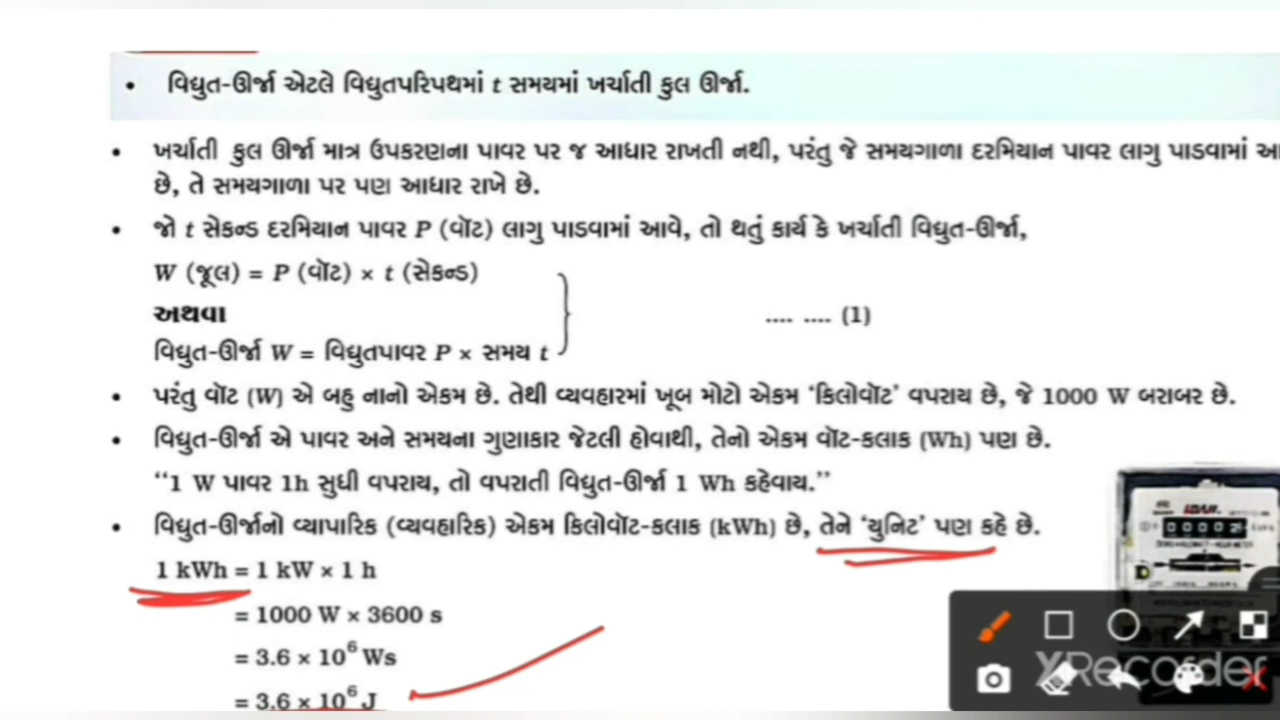 • વિદ્યુત-ઊર્જા એટલે વિદ્યુતપરિપથમાં t સમયમાં ખર્ચાતી કુલ ઊર્જા.
• ખર્ચાતી કુલ ઊર્જા માત્ર ઉપકરણના પાવર પર જ આધાર રાખતી નથી, પરંતુ જે સમયગાળા દરમિયાન પાવર લાગુ પાડવામાં આ
છે, તે સમયગાળા પર પણ આધાર રાખે છે.
• જો t સેકન્ડ દરમિયાન પાવર P (વૉટ) લાગુ પાડવામાં આવે, તો થતું કાર્ય કે ખર્ચાતી વિદ્યુત-ઊર્જા,
W (જૂલ) = P (વૉટ) × t (સેકન્ડ)
અથવા
.... .... (1)
વિદ્યુત-ઊર્જા W = વિદ્યુતપાવર P × સમય t
• પરંતુ વૉટ (W) એ બહુ નાનો એકમ છે. તેથી વ્યવહારમાં ખૂબ મોટો એકમ ‘કિલોવૉટ’ વપરાય છે, જે 1000 W બરાબર છે.
• વિદ્યુત-ઊર્જા એ પાવર અને સમયના ગુણાકાર જેટલી હોવાથી, તેનો એકમ વૉટ-કલાક (Wh) પણ છે.
“1 W પાવર 1h સુધી વપરાય, તો વપરાતી વિદ્યુત-ઊર્જા 1 Wh કહેવાય.”
• વિદ્યુત-ઊર્જાનો વ્યાપારિક (વ્યવહારિક) એકમ કિલોવૉટ-કલાક (kWh) છે, તેને ‘યુનિટ’ પણ કહે છે.
1 kWh = 1 kW × 1 h
= 1000 W × 3600 s
= 3.6 × 10⁶ Ws
= 3.6 × 10⁶ J
XRecorder